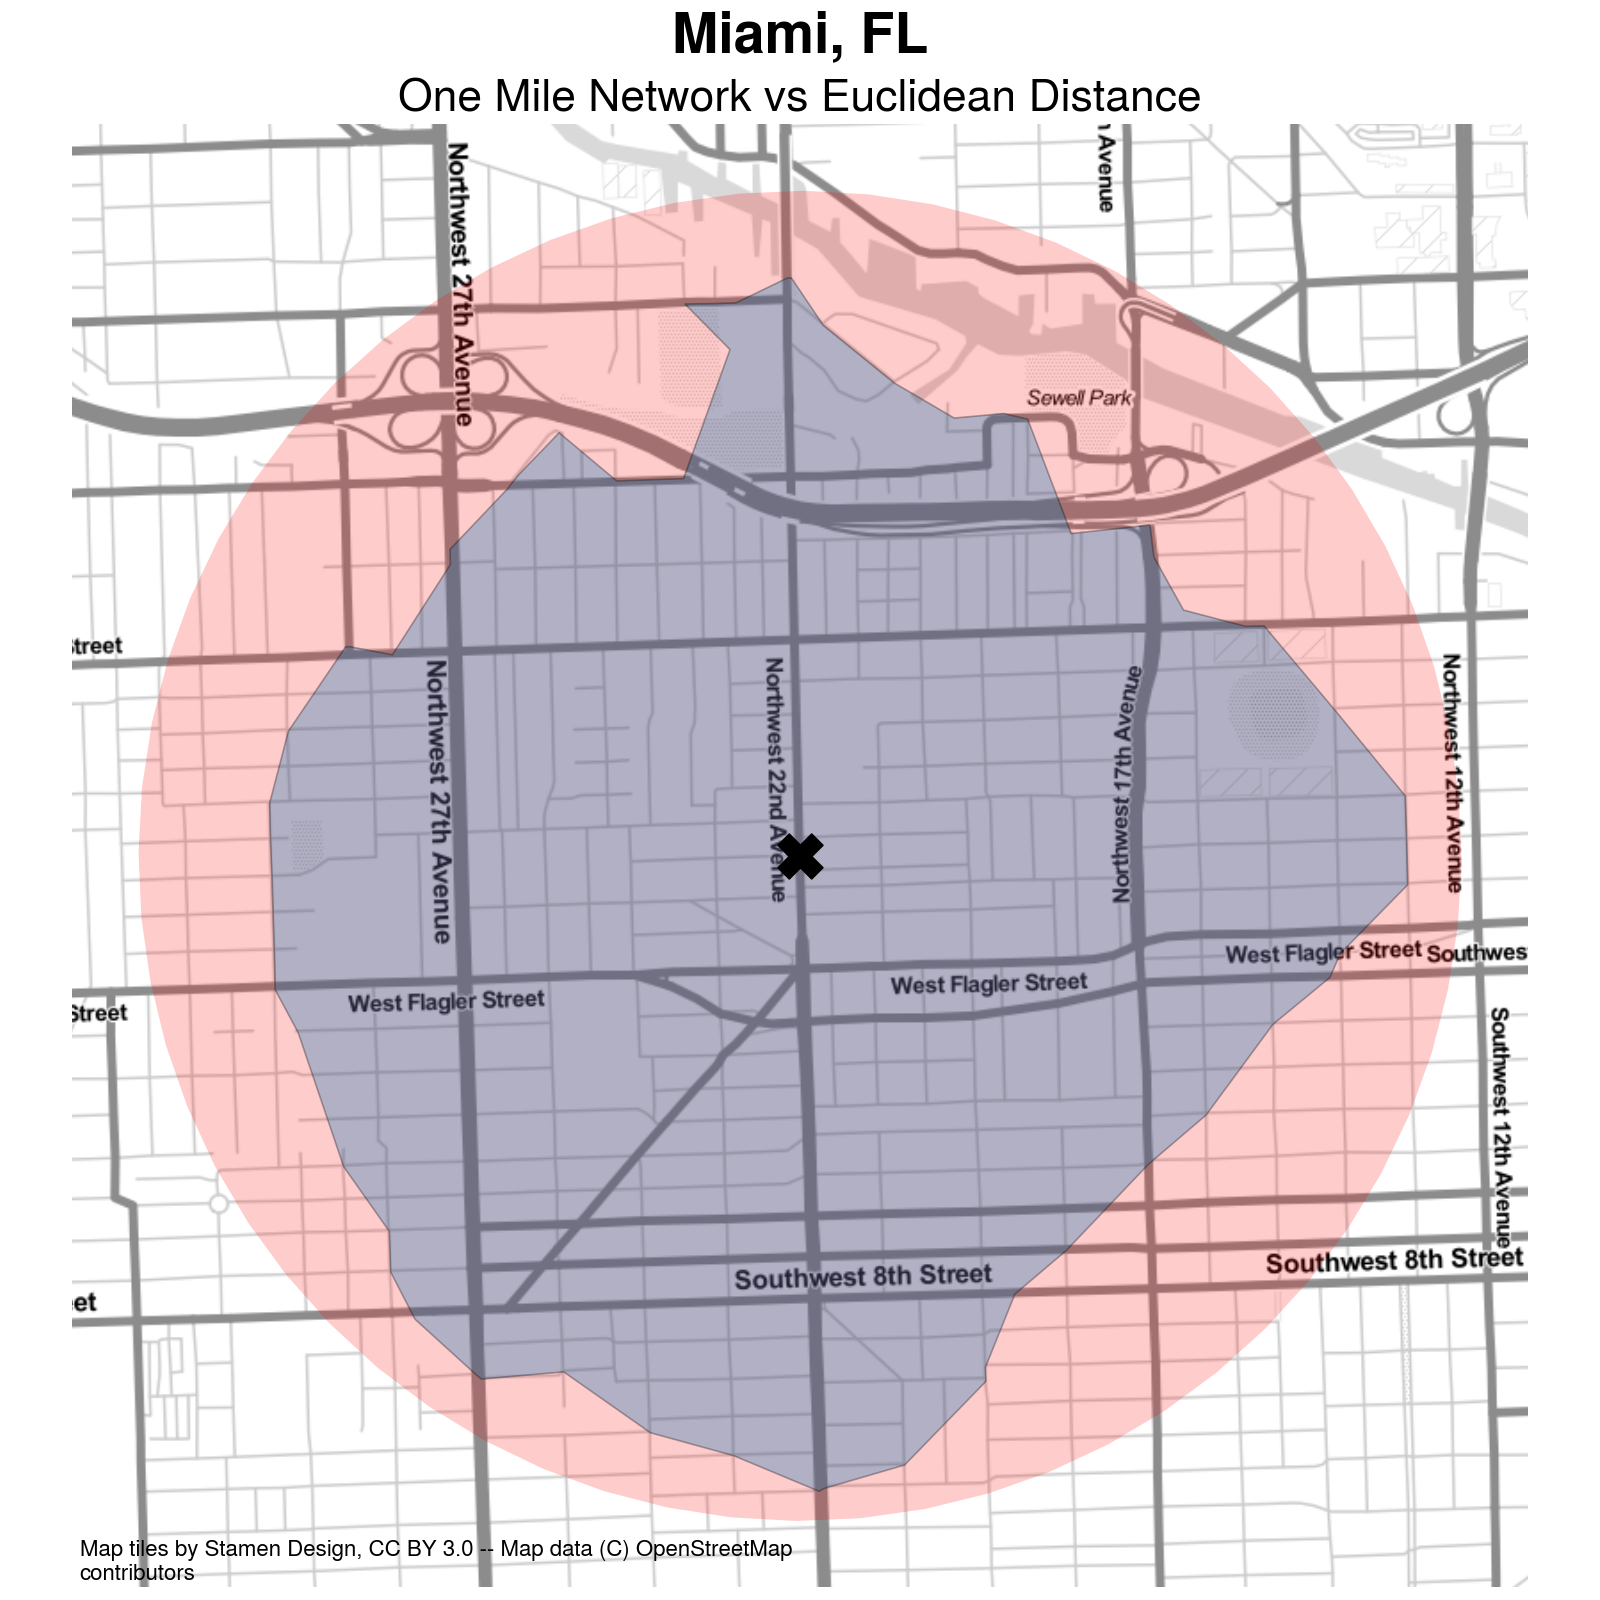 Miami, FL
One Mile Network vs Euclidean Distance
Northwest 27th Avenue
Avenue
Sewell Park
Street
Northwest 27th Avenue
Northwest 22nd Avenue
Northwest 17th Avenue
Northwest 12th Avenue
West Flagler Street
Southwes
West Flagler Street
West Flagler Street
Street
Southwest 12th Avenue
Southwest 8th Street
Southwest 8th Street
et
Map tiles by Stamen Design, CC BY 3.0 -- Map data (C) OpenStreetMap
contributors